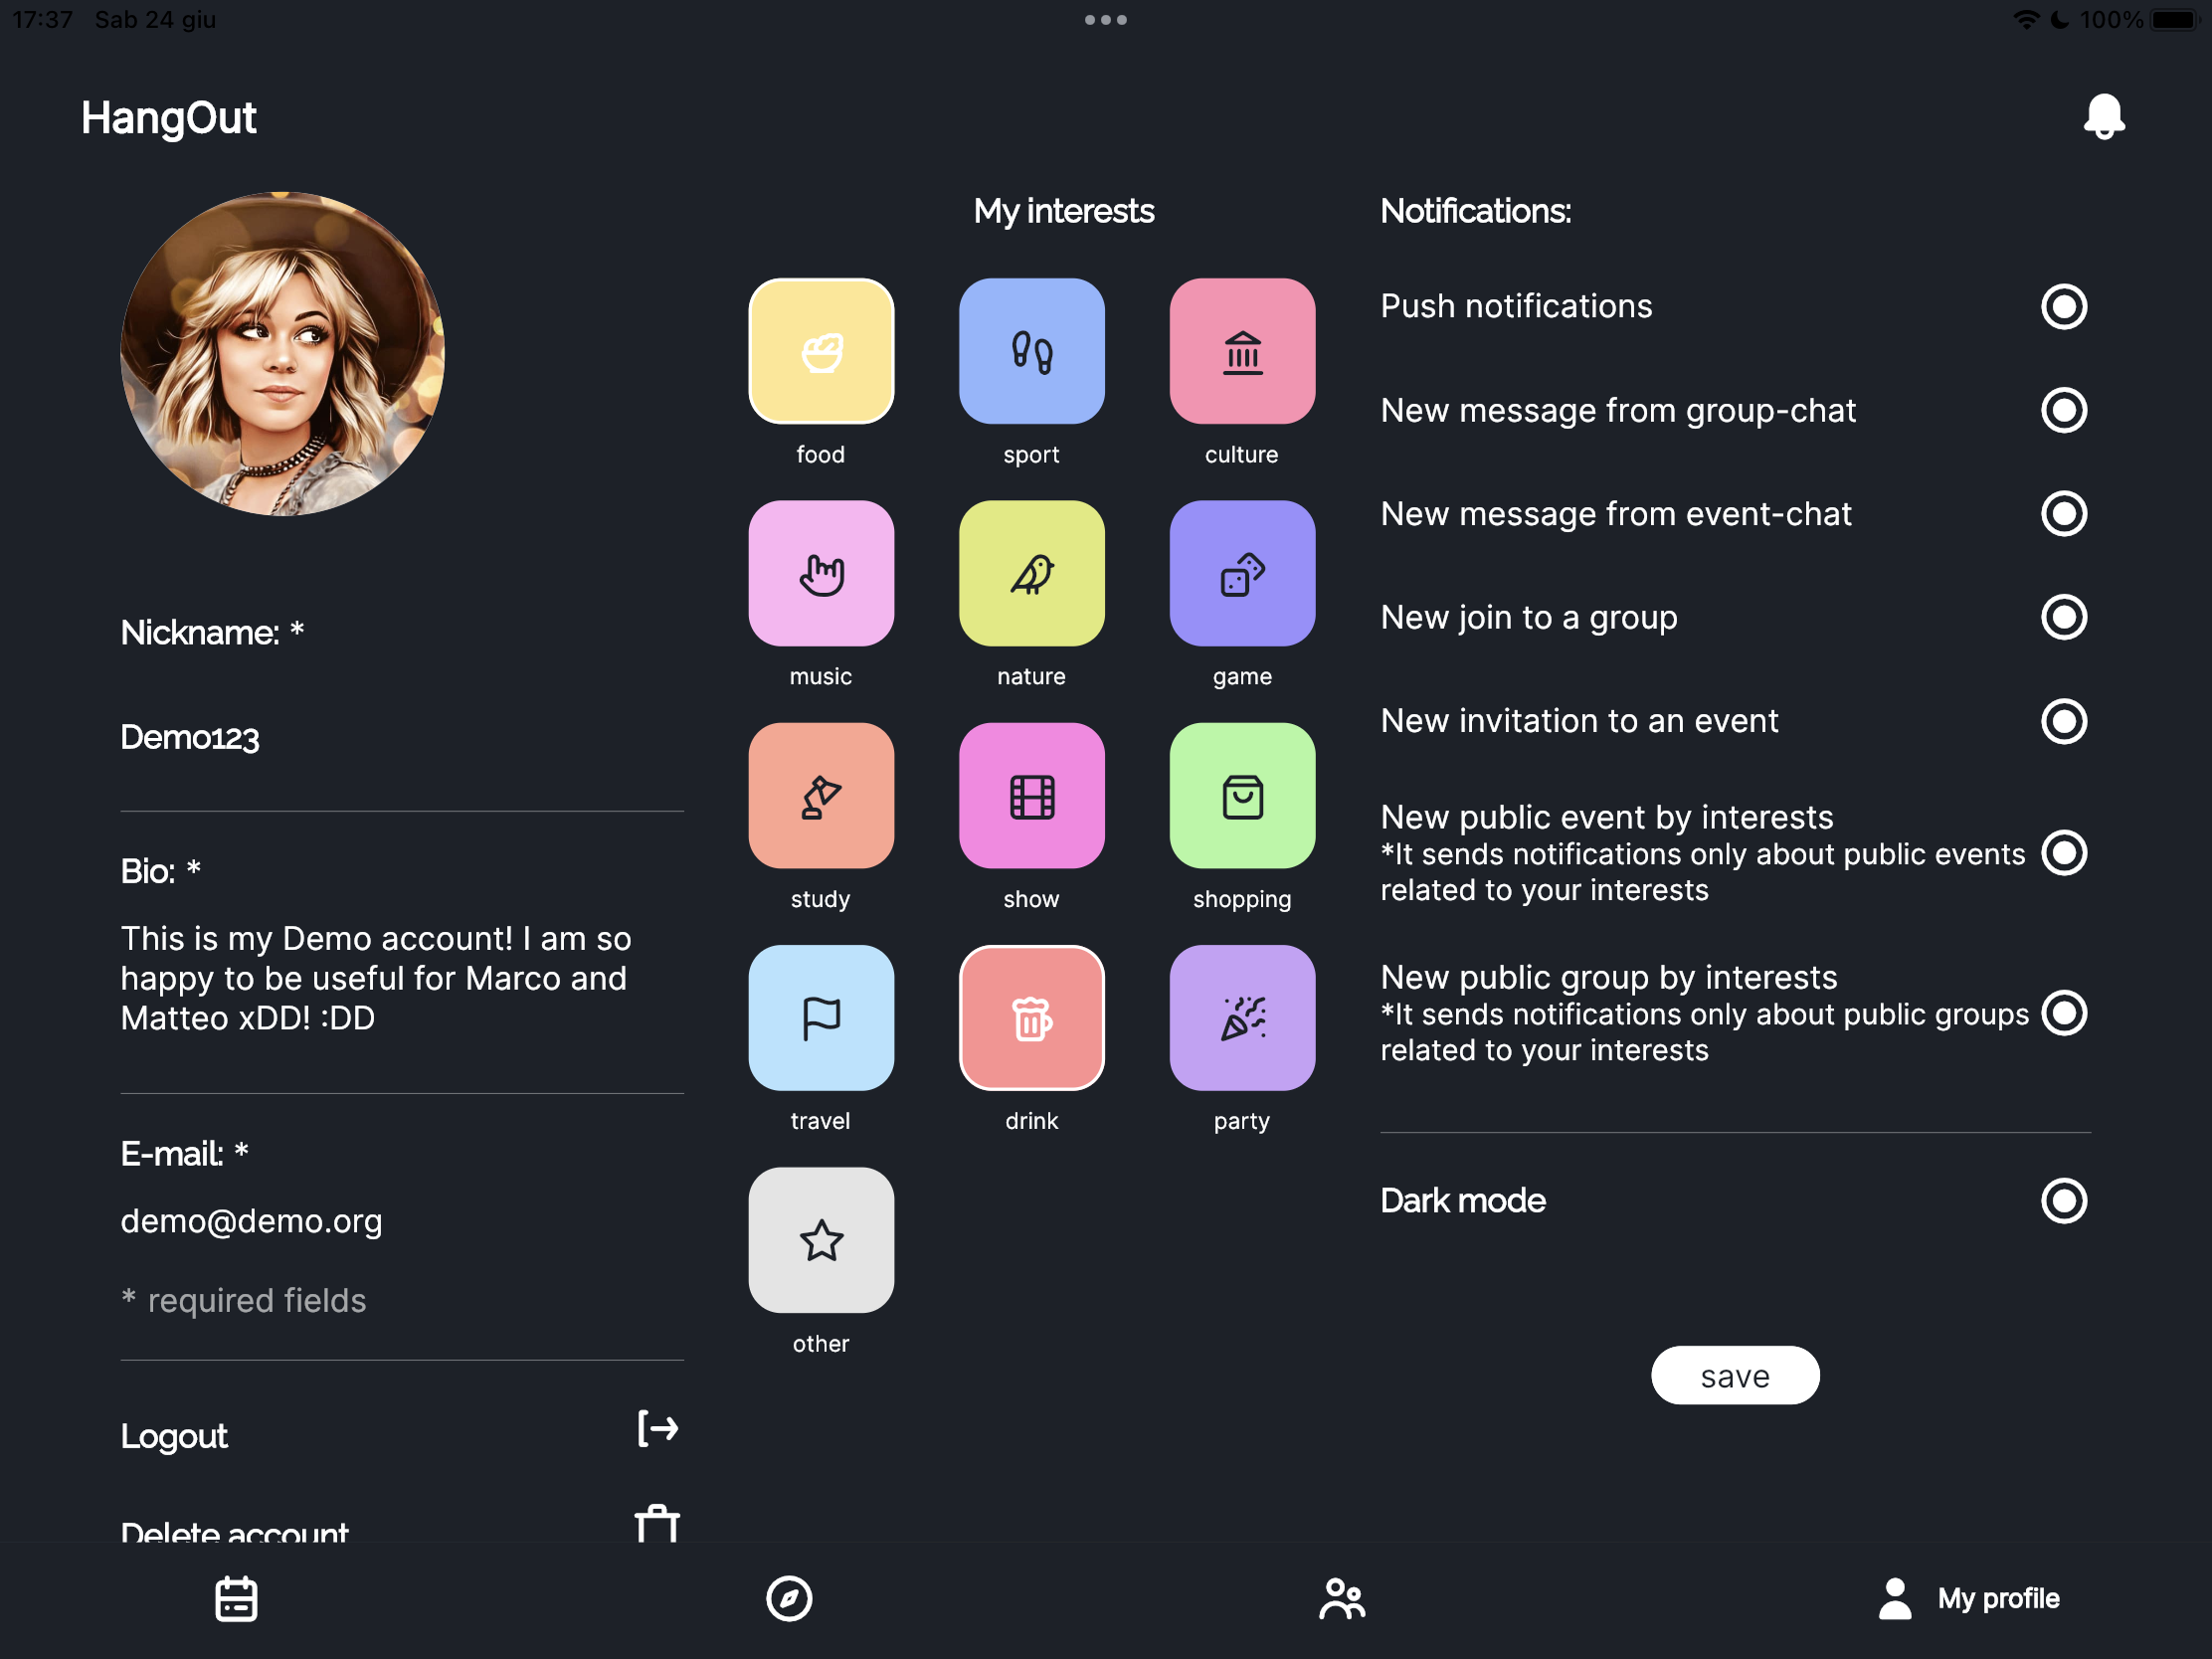 17:37 Sab 24 giu
100%
HangOut
Nickname: *
Demo123
Bio: *
This is my Demo account! I am so
happy to be useful for Marco and
Matteo xDD! :DD
E-mail: *
demo@demo.org
* required fields
Logout
Delete account
My interests
food
sport
culture
music
nature
game
study
show
shopping
travel
drink
party
other
Notifications:
Push notifications
New message from group-chat
New message from event-chat
New join to a group
New invitation to an event
New public event by interests
*It sends notifications only about public events
related to your interests
New public group by interests
*It sends notifications only about public groups
related to your interests
Dark mode
save
My profile